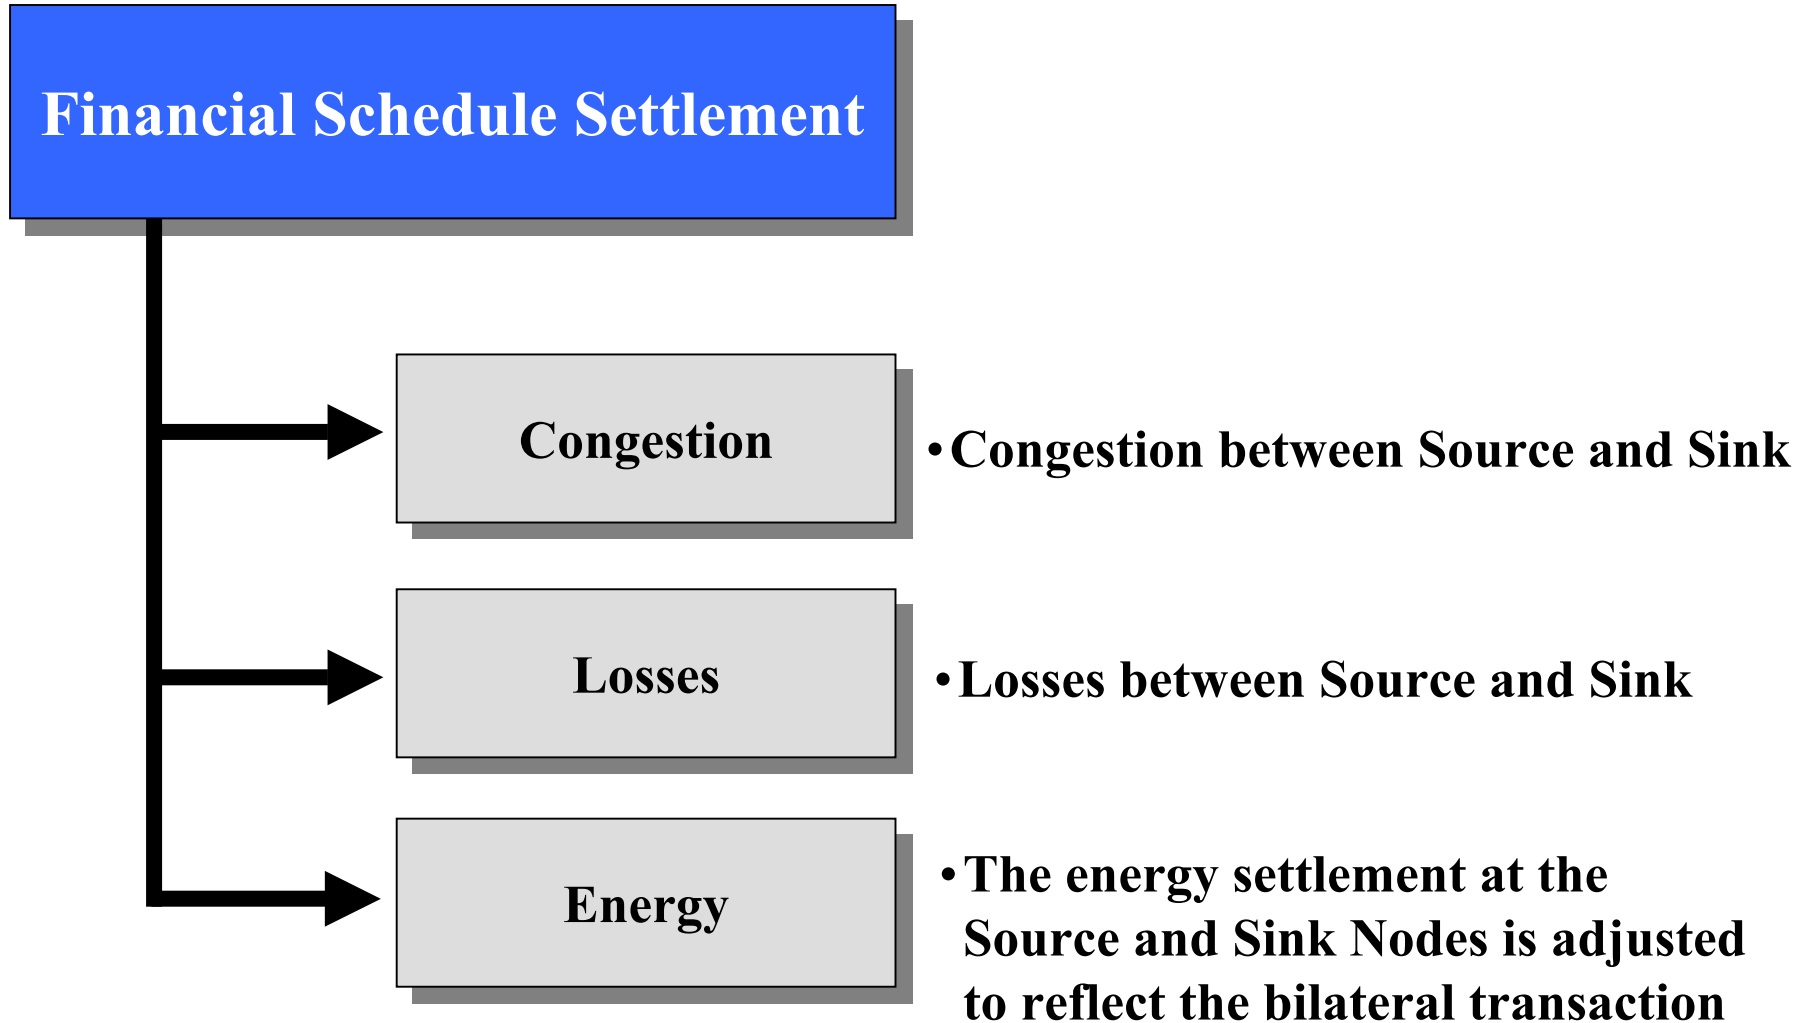 Financial Schedule Settlement
Congestion
•Congestion between Source and Sink
Losses
•Losses between Source and Sink
Energy
•The energy settlement at the
Source and Sink Nodes is adjusted
to reflect the bilateral transaction